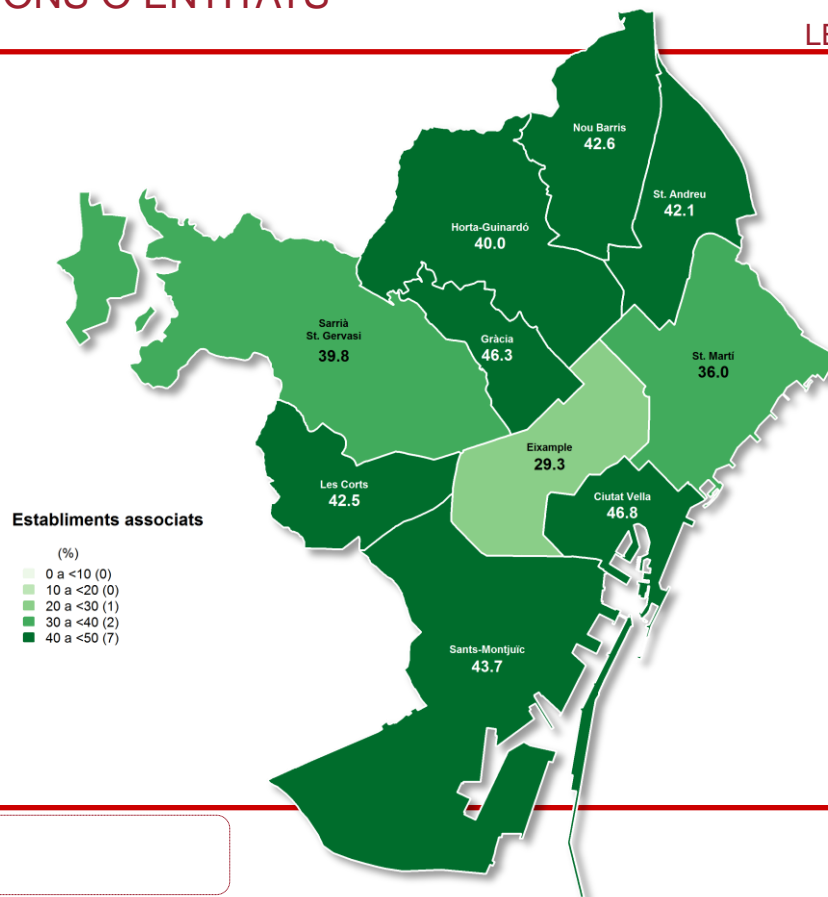 ONS O ENTITATS
LE
Nou Barris
42.6
St. Andreu
42.1
Horta-Guinardó
40.0
Sarrià
St. Gervasi
39.8
Gràcia
46.3
St. Martí
36.0
Eixample
29.3
Les Corts
42.5
Ciutat Vella
46.8
Sants-Montjuïc
43.7
Establiments associats
(%)
0 a <10 (0)
10 a <20 (0)
20 a <30 (1)
30 a <40 (2)
40 a <50 (7)